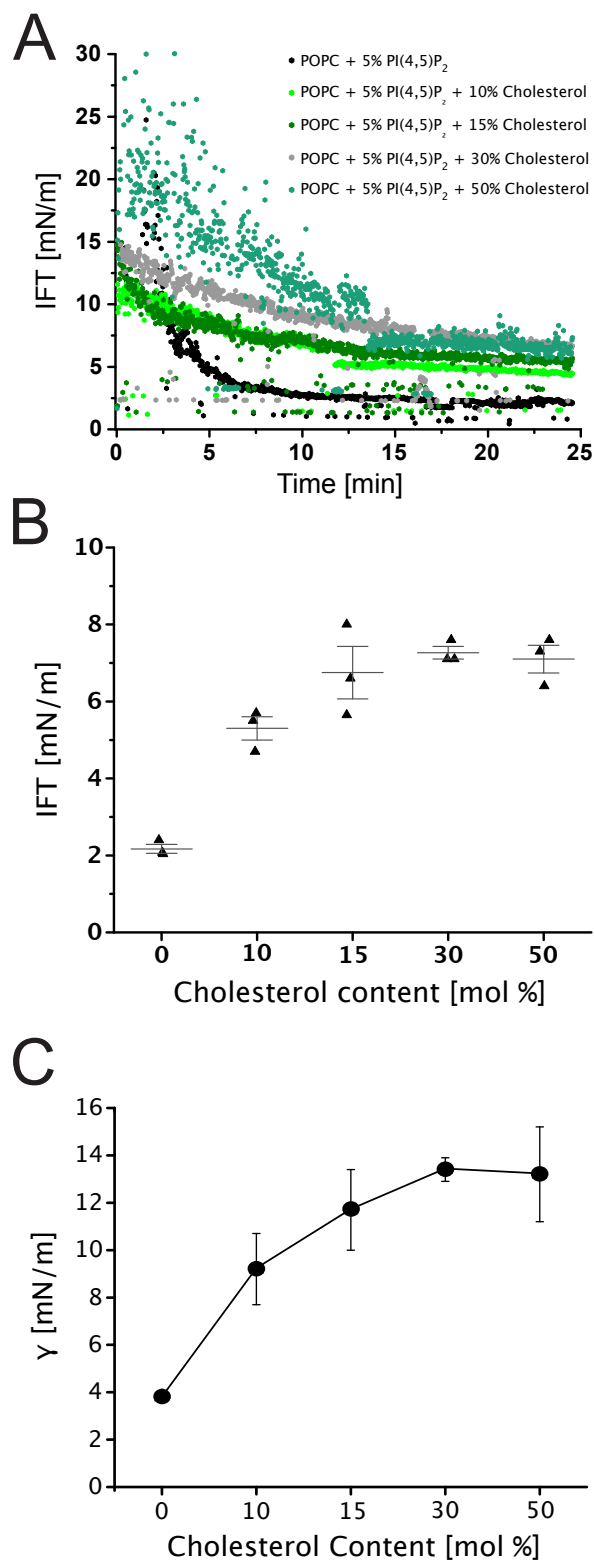 A
30
25
20
15
10
5
0
IFT [mN/m]
POPC + 5% PI(4,5)P₂
POPC + 5% PI(4,5)P₂ + 10% Cholesterol
POPC + 5% PI(4,5)P₂ + 15% Cholesterol
POPC + 5% PI(4,5)P₂ + 30% Cholesterol
POPC + 5% PI(4,5)P₂ + 50% Cholesterol
0 5 10 15 20 25
Time [min]
B
10
8
6
4
2
0
IFT [mN/m]
0 10 15 30 50
Cholesterol content [mol %]
C
16
14
12
10
8
6
4
2
0
γ [mN/m]
0 10 15 30 50
Cholesterol Content [mol %]